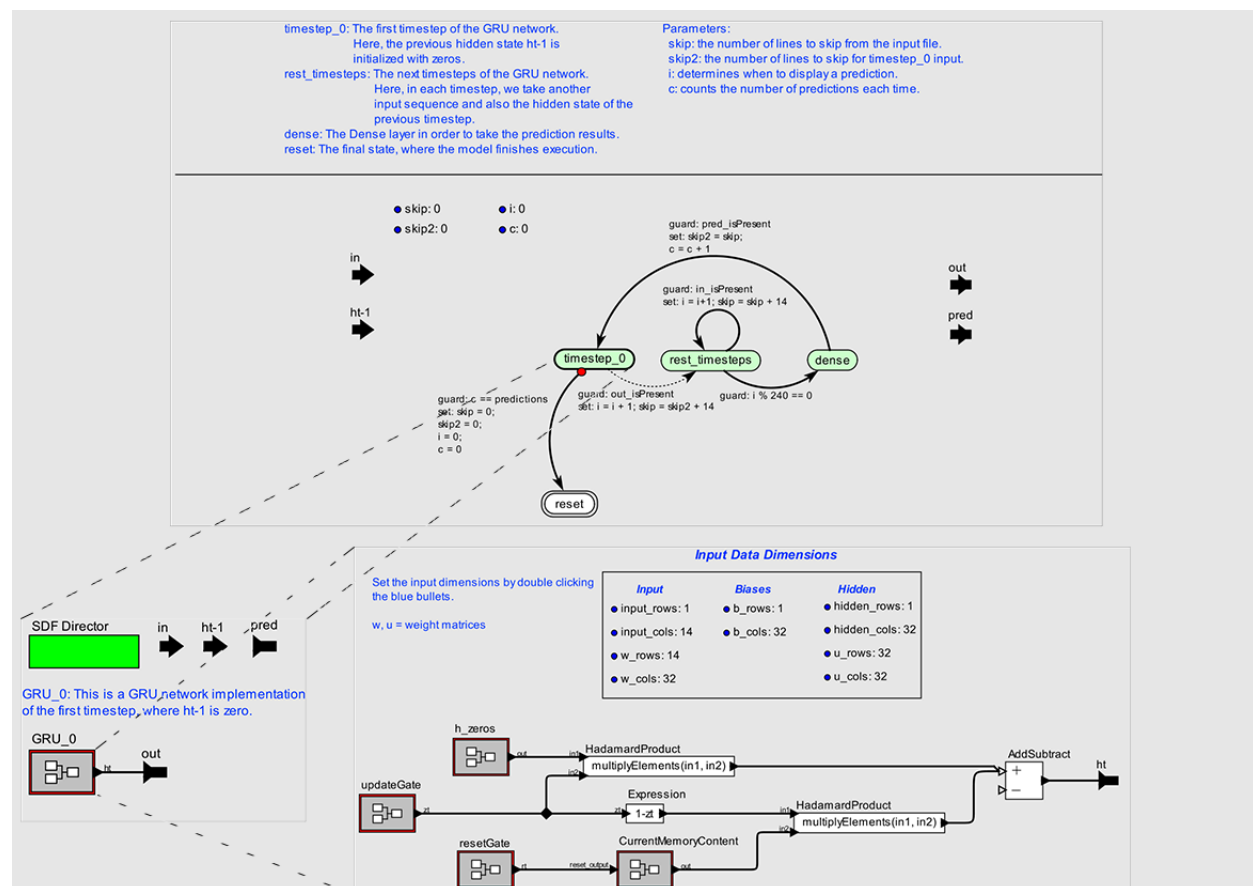 timestep_0: The first timestep of the GRU network.
Here, the previous hidden state ht-1 is
initialized with zeros.
rest_timesteps: The next timesteps of the GRU network.
Here, in each timestep, we take another
input sequence and also the hidden state of the
previous timestep.
dense: The Dense layer in order to take the prediction results.
reset: The final state, where the model finishes execution.
Parameters:
skip: the number of lines to skip from the input file.
skip2: the number of lines to skip for timestep_0 input.
i: determines when to display a prediction.
c: counts the number of predictions each time.
skip: 0
i: 0
skip2: 0
c: 0
in
ht-1
guard: pred_isPresent
set: skip2 = skip;
c = c + 1
guard: in_isPresent
set: i = i+1; skip = skip + 14
out
pred
timestep_0
rest_timesteps
dense
guard: c == predictions
set: skip = 0;
skip2 = 0;
i = 0;
c = 0
guard: out_isPresent
set: i = i + 1; skip = skip2 + 14
guard: i % 240 == 0
reset
SDF Director
in
ht-1
pred
GRU_0: This is a GRU network implementation
of the first timestep, where ht-1 is zero.
GRU_0
ht
out
Input Data Dimensions
Set the input dimensions by double clicking
the blue bullets.
w, u = weight matrices
Input
Biases
Hidden
input_rows: 1
b_rows: 1
hidden_rows: 1
input_cols: 14
b_cols: 32
hidden_cols: 32
w_rows: 14
u_rows: 32
w_cols: 32
u_cols: 32
h_zeros
out
in1
in2
HadamardProduct
multiplyElements(in1, in2)
AddSubtract
+
−
ht
updateGate
zt
Expression
zt
1-zt
in1
in2
HadamardProduct
multiplyElements(in1, in2)
resetGate
rt
reset_output
CurrentMemoryContent
out